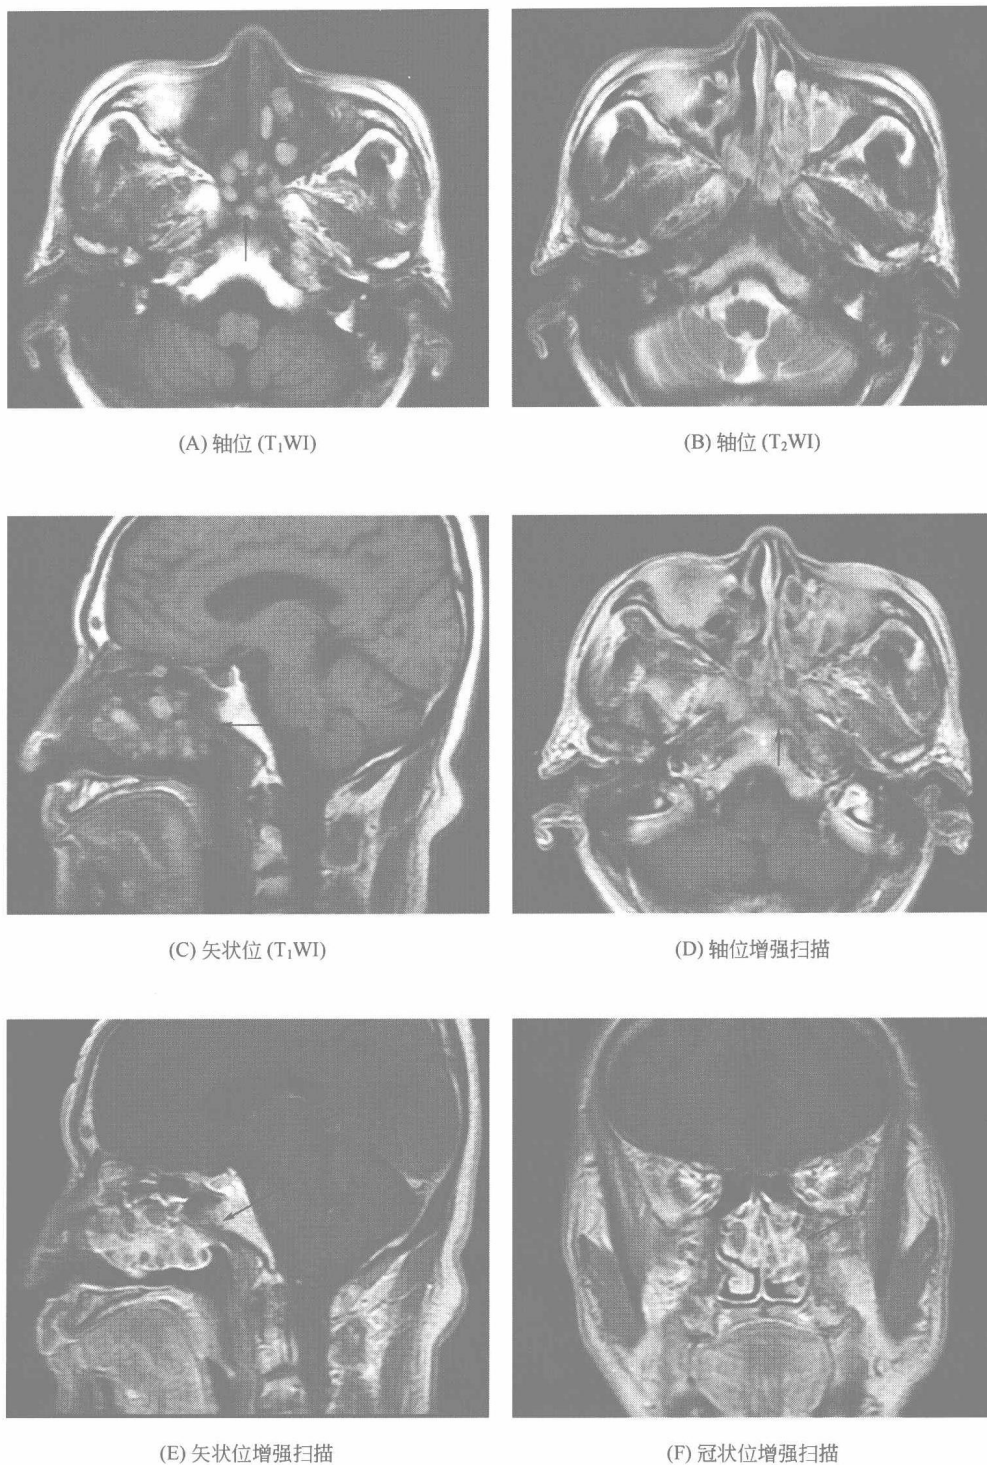 (A) 轴位 (T₁WI)
(B) 轴位 (T₂WI)
(C) 矢状位 (T₁WI)
(D) 轴位增强扫描
(E) 矢状位增强扫描
(F) 冠状位增强扫描